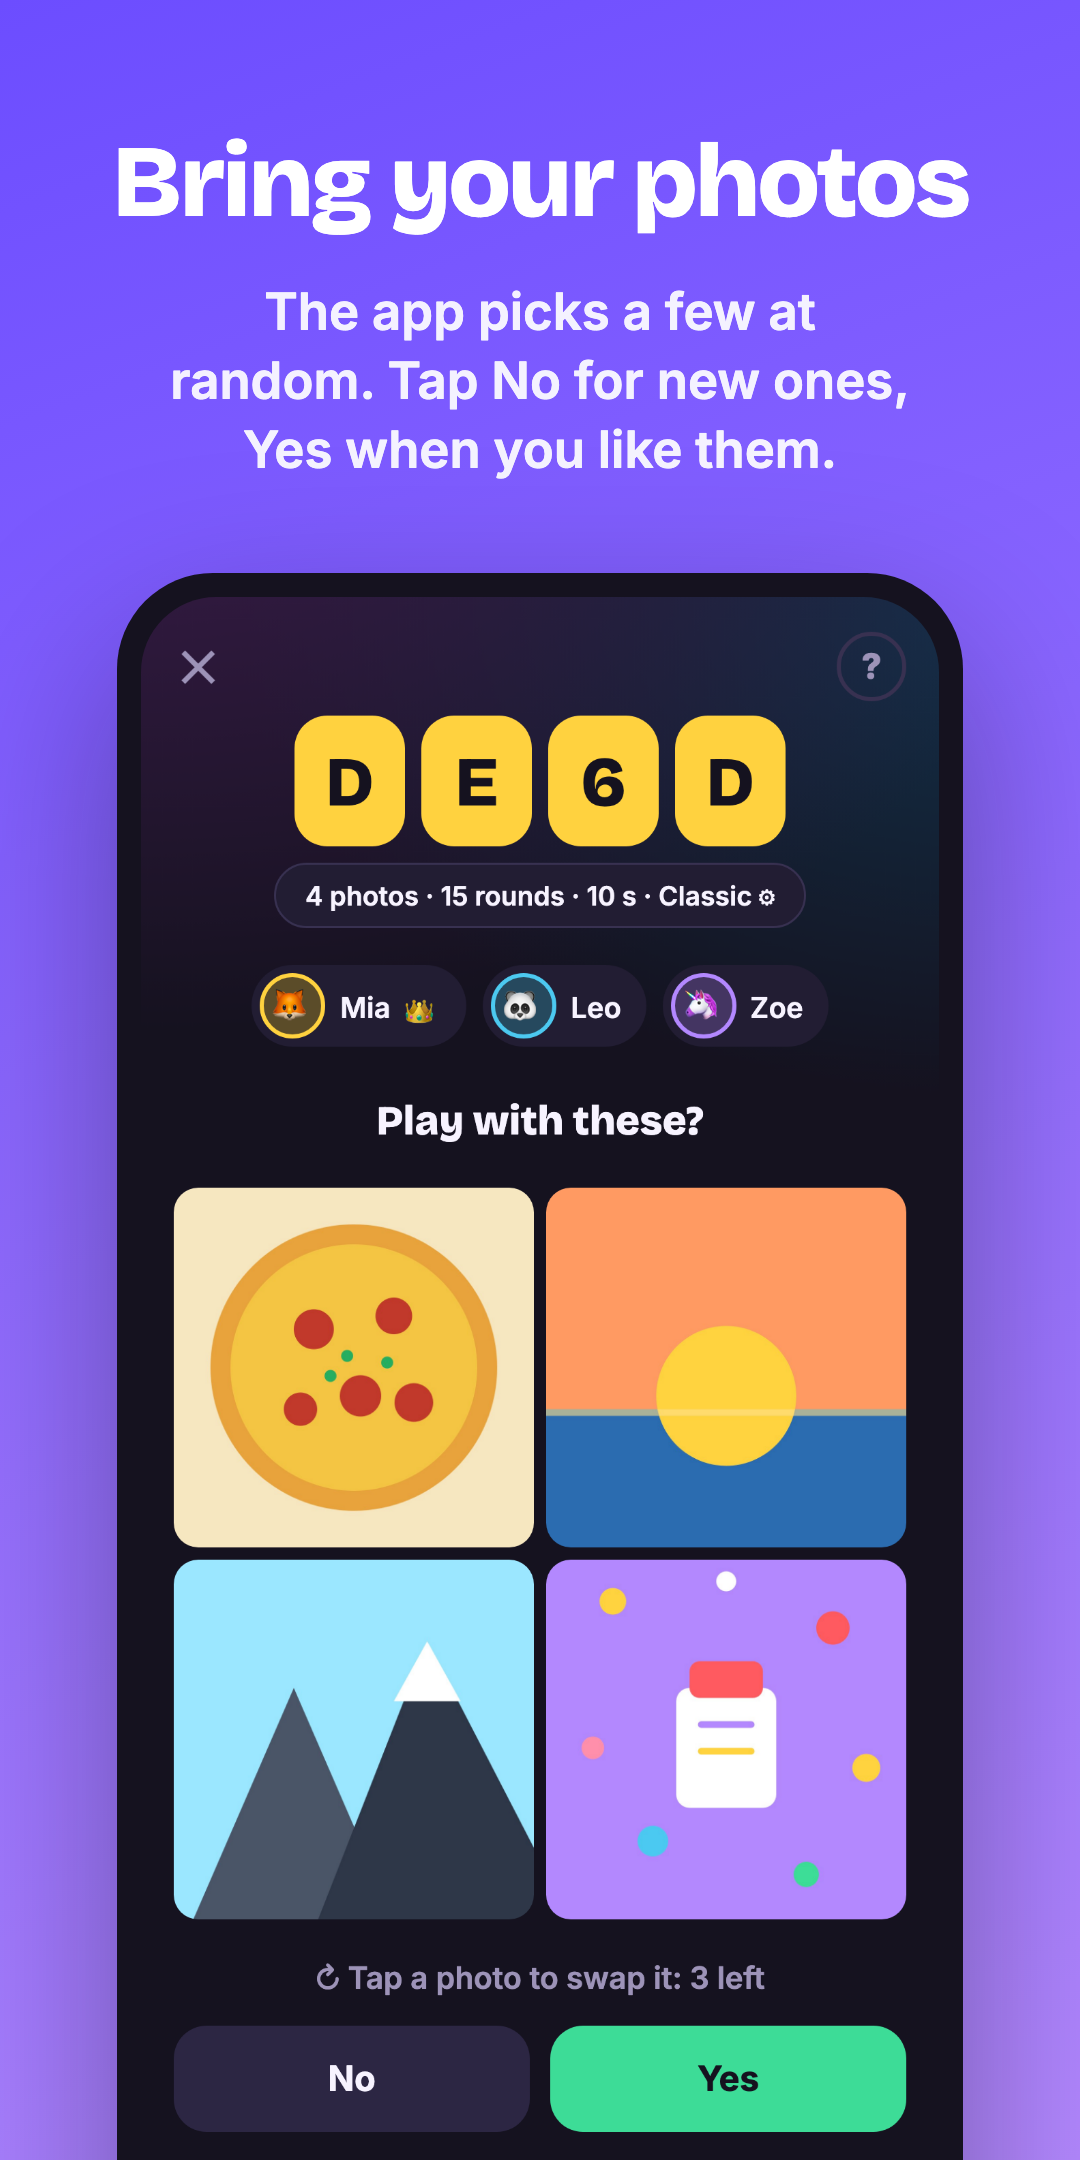 Bring your photos
The app picks a few at
random. Tap No for new ones,
Yes when you like them.
?
D E 6 D
4 photos · 15 rounds · 10 s · Classic ⚙
Mia Leo Zoe
Play with these?
↻ Tap a photo to swap it: 3 left
No Yes